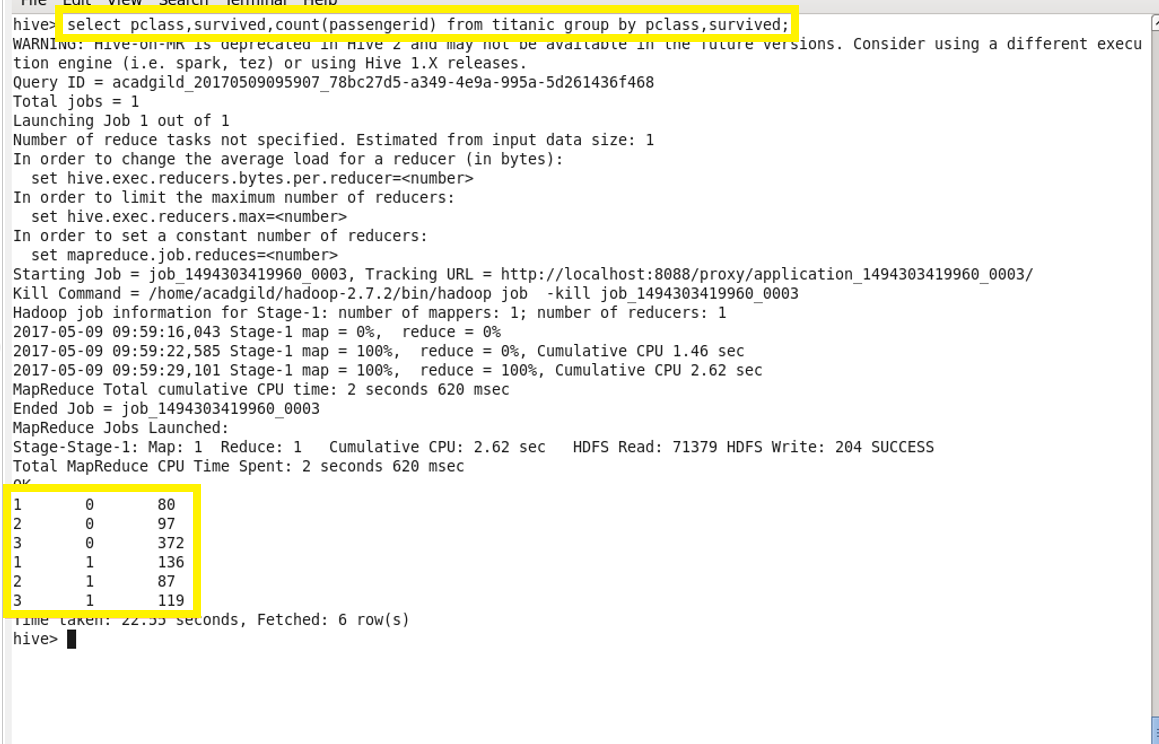 File Edit View Search Terminal Help
hive> select pclass,survived,count(passengerid) from titanic group by pclass,survived;
WARNING: Hive-on-MR is deprecated in Hive 2 and may not be available in the future versions. Consider using a different execu
tion engine (i.e. spark, tez) or using Hive 1.X releases.
Query ID = acadgild_20170509095907_78bc27d5-a349-4e9a-995a-5d261436f468
Total jobs = 1
Launching Job 1 out of 1
Number of reduce tasks not specified. Estimated from input data size: 1
In order to change the average load for a reducer (in bytes):
  set hive.exec.reducers.bytes.per.reducer=<number>
In order to limit the maximum number of reducers:
  set hive.exec.reducers.max=<number>
In order to set a constant number of reducers:
  set mapreduce.job.reduces=<number>
Starting Job = job_1494303419960_0003, Tracking URL = http://localhost:8088/proxy/application_1494303419960_0003/
Kill Command = /home/acadgild/hadoop-2.7.2/bin/hadoop job  -kill job_1494303419960_0003
Hadoop job information for Stage-1: number of mappers: 1; number of reducers: 1
2017-05-09 09:59:16,043 Stage-1 map = 0%,  reduce = 0%
2017-05-09 09:59:22,585 Stage-1 map = 100%,  reduce = 0%, Cumulative CPU 1.46 sec
2017-05-09 09:59:29,101 Stage-1 map = 100%,  reduce = 100%, Cumulative CPU 2.62 sec
MapReduce Total cumulative CPU time: 2 seconds 620 msec
Ended Job = job_1494303419960_0003
MapReduce Jobs Launched:
Stage-Stage-1: Map: 1  Reduce: 1   Cumulative CPU: 2.62 sec   HDFS Read: 71379 HDFS Write: 204 SUCCESS
Total MapReduce CPU Time Spent: 2 seconds 620 msec
OK
1	0	80
2	0	97
3	0	372
1	1	136
2	1	87
3	1	119
Time taken: 22.55 seconds, Fetched: 6 row(s)
hive>